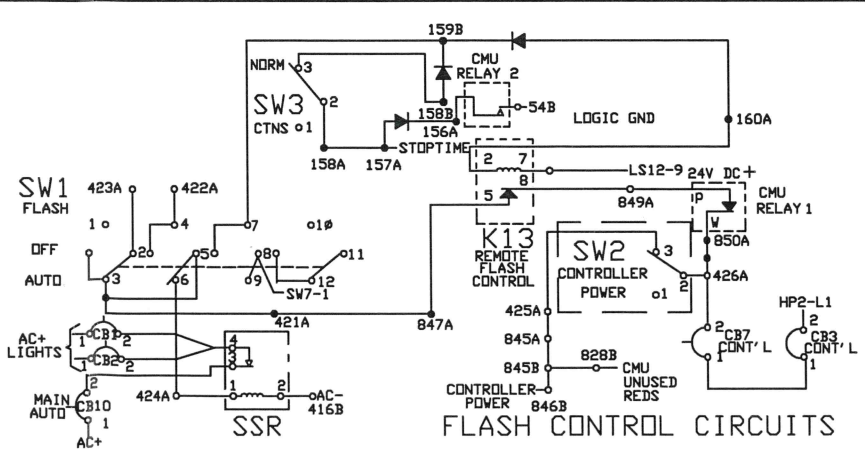 159B
NORM 3
SW3
2
CTNS 1
CMU
RELAY 2
158B
156A
54B
LOGIC GND
160A
158A
157A
STOPTIME
2 7
LS12-9
24V DC+
8
5
849A
P
W
CMU
RELAY 1
850A
K13
REMOTE
FLASH
CONTROL
SW1
FLASH
423A
422A
1
4
7
10
OFF
2
5
8
11
AUTO
3
6
9
12
SW7-1
SW2
CONTROLLER
POWER
3
2
1
426A
421A
847A
425A
HP2-L1
AC+
LIGHTS
1 CB1 2
1 CB2 2
4
3
845A
2
CB7
CONT'L
1
2
CB3
CONT'L
1
845B
828B
CMU
UNUSED
REDS
MAIN
AUTO
2
CB10
1
AC+
424A
1 2
AC-
416B
SSR
CONTROLLER
POWER
846B
FLASH CONTROL CIRCUITS